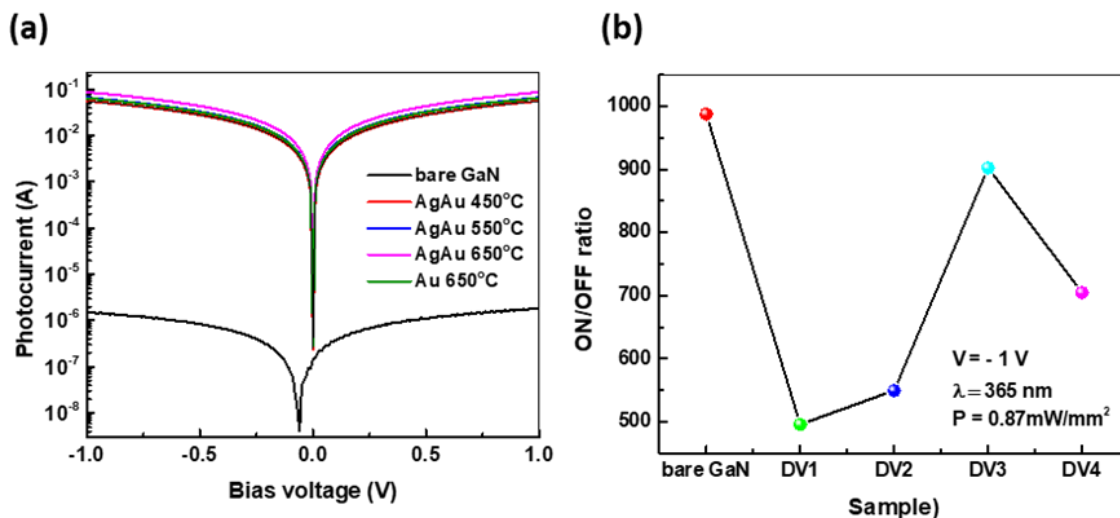 (a)
(b)
Photocurrent (A)
10⁻¹
10⁻²
10⁻³
10⁻⁴
10⁻⁵
10⁻⁶
10⁻⁷
10⁻⁸
bare GaN
AgAu 450°C
AgAu 550°C
AgAu 650°C
Au 650°C
-1.0 -0.5 0.0 0.5 1.0
Bias voltage (V)
ON/OFF ratio
1000
900
800
700
600
500
V = - 1 V
λ = 365 nm
P = 0.87mW/mm²
bare GaN DV1 DV2 DV3 DV4
Sample)